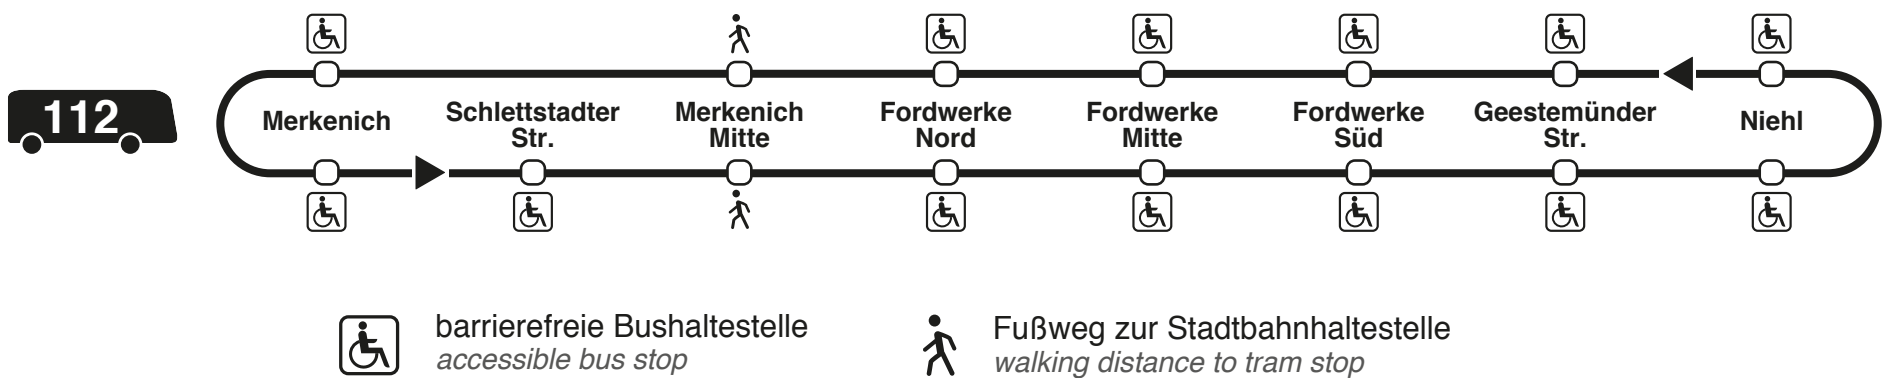 112
Merkenich
Schlettstadter
Str.
Merkenich
Mitte
Fordwerke
Nord
Fordwerke
Mitte
Fordwerke
Süd
Geestemünder
Str.
Niehl
barrierefreie Bushaltestelle
accessible bus stop
Fußweg zur Stadtbahnhaltestelle
walking distance to tram stop